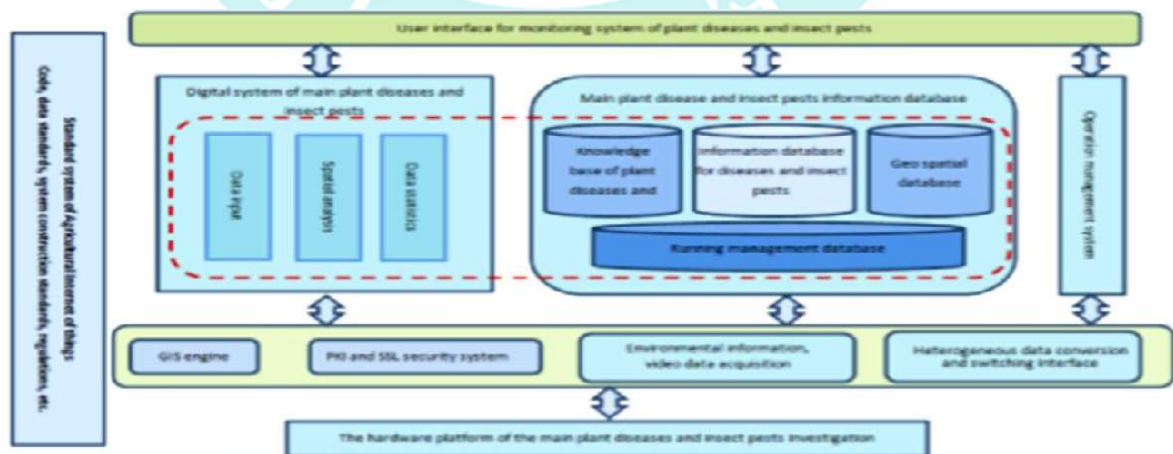 User interface for monitoring system of plant diseases and insect pests
Standard system of Agricultural internet of things
Code, data standards, system construction standards, regulations, etc.
Digital system of main plant diseases and
insect pests
Data input
Spatial analysis
Data statistics
Main plant disease and insect pests information database
Knowledge
base of plant
diseases and
Information database
for diseases and insect
pests
Geo spatial
database
Running management database
Operation management system
GIS engine
PKI and SSL security system
Environmental information,
video data acquisition
Heterogeneous data conversion
and switching interface
The hardware platform of the main plant diseases and insect pests investigation